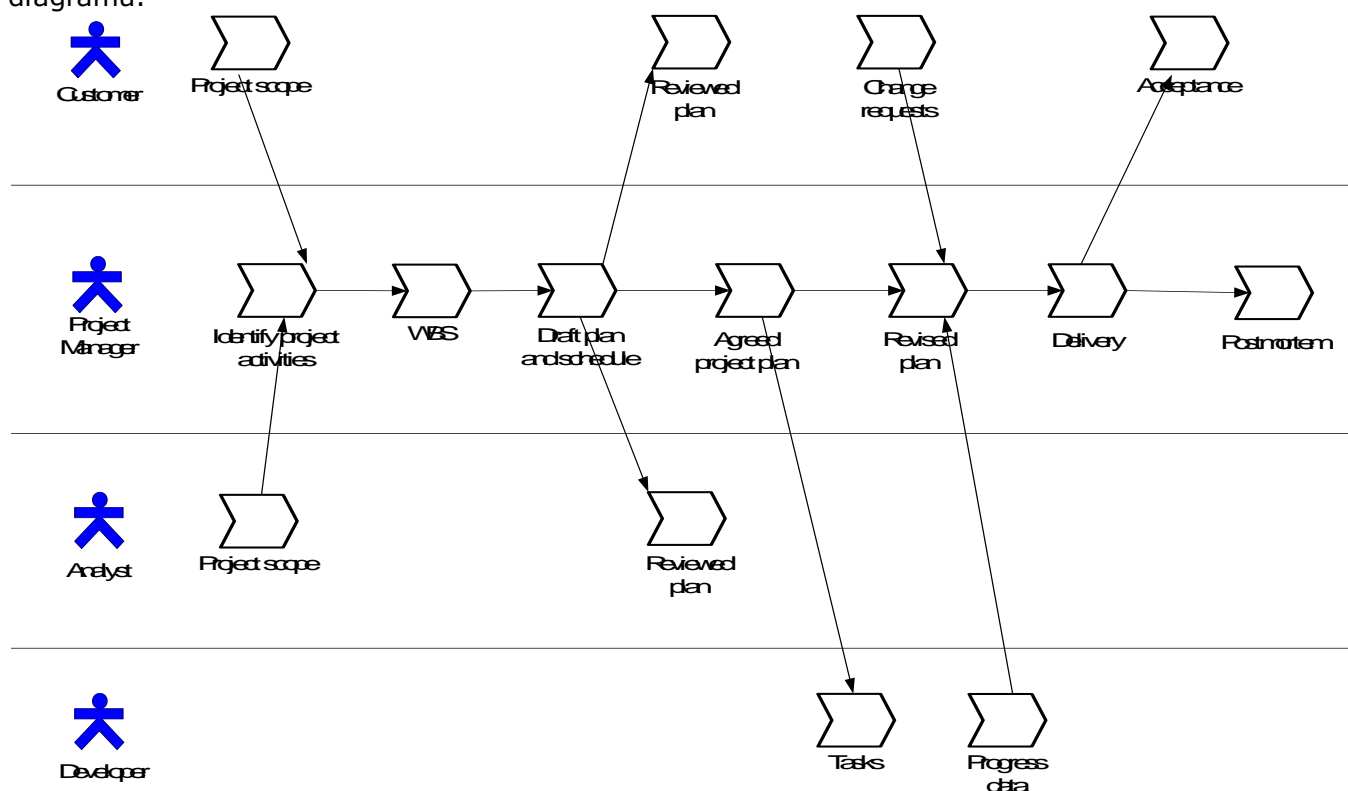 diagramu.
Customer
Project scope
Reviewed
plan
Change
requests
Acceptance
Project
Manager
Identify project
activities
WBS
Draft plan
and schedule
Agreed
project plan
Revised
plan
Delivery
Postmortem
Analyst
Project scope
Reviewed
plan
Developer
Tasks
Progress
data